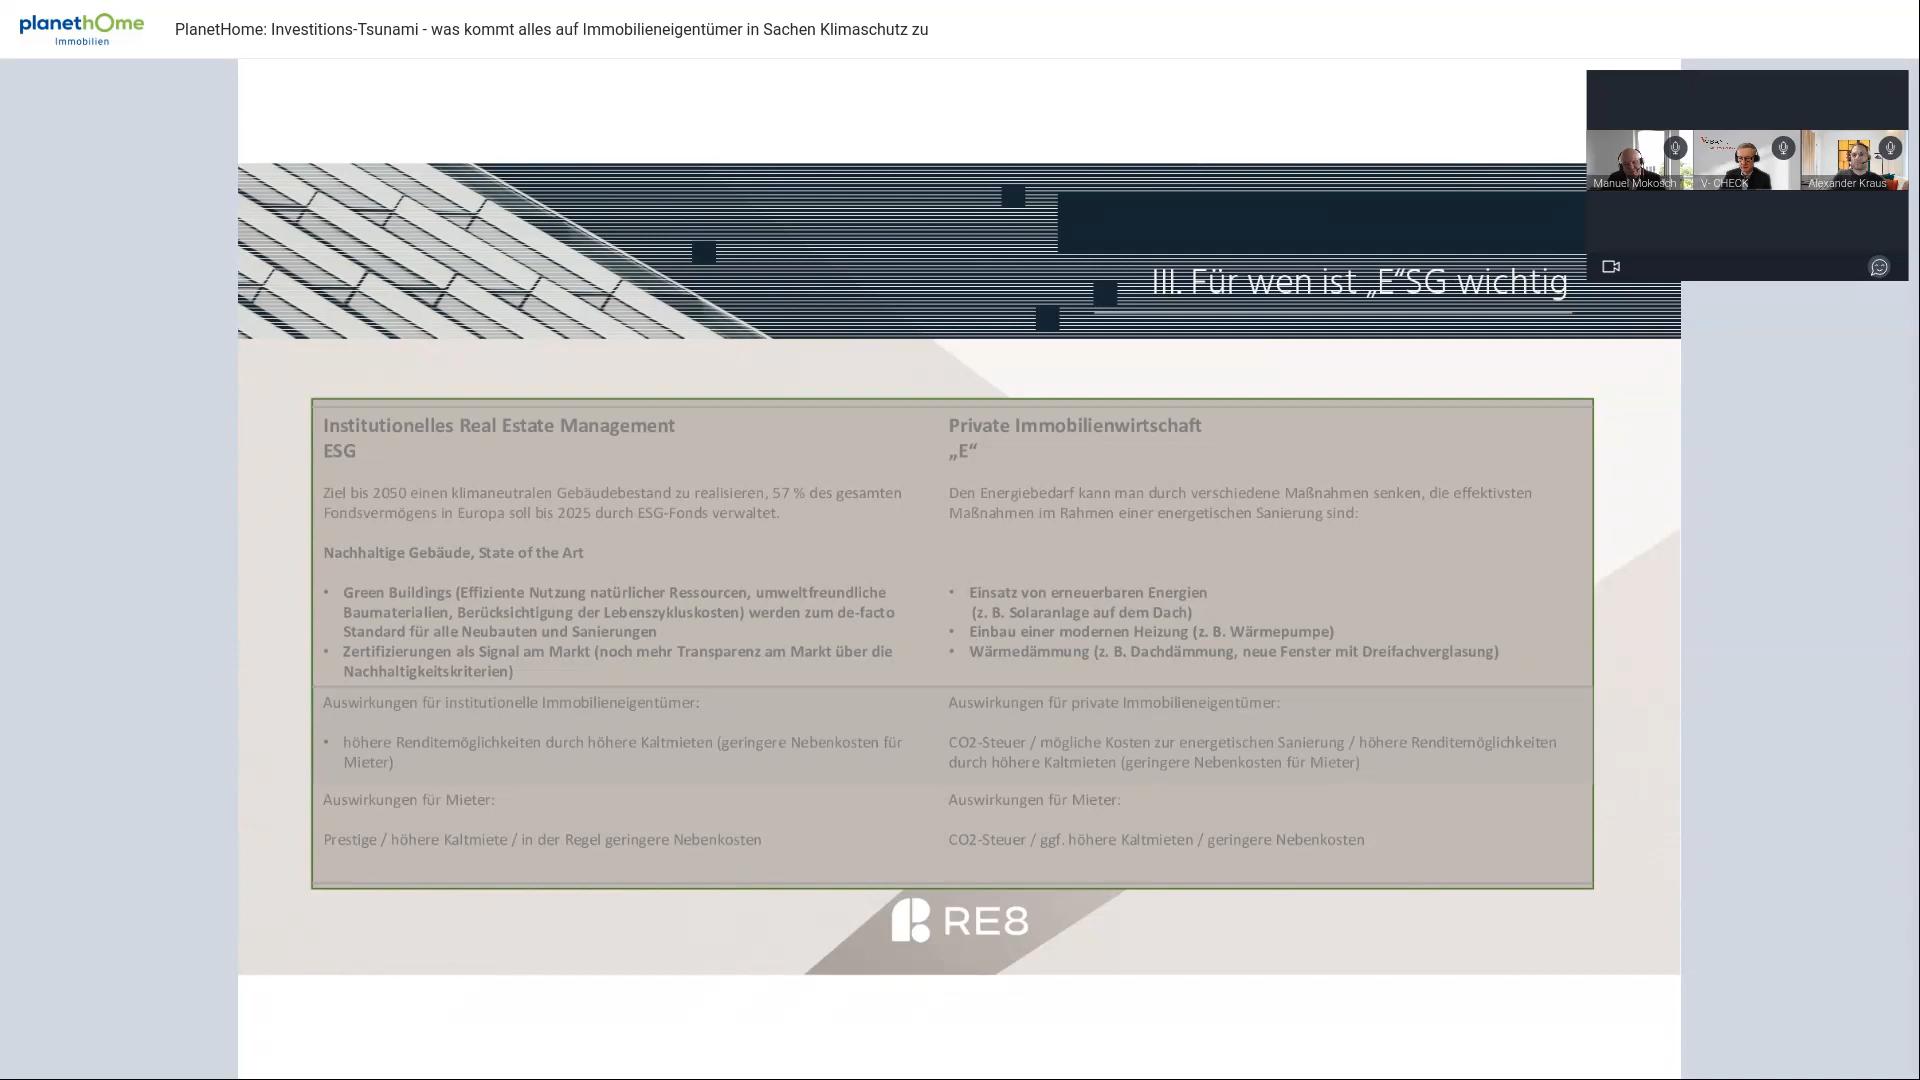 planethome
Immobilien
PlanetHome: Investitions-Tsunami - was kommt alles auf Immobilieneigentümer in Sachen Klimaschutz zu
Manuel Mokosch
V- CHECK
Alexander Kraus
III. Für wen ist „E“SG wichtig
Institutionelles Real Estate Management
ESG
Ziel bis 2050 einen klimaneutralen Gebäudebestand zu realisieren, 57 % des gesamten
Fondsvermögens in Europa soll bis 2025 durch ESG-Fonds verwaltet.
Nachhaltige Gebäude, State of the Art
• Green Buildings (Effiziente Nutzung natürlicher Ressourcen, umweltfreundliche
Baumaterialien, Berücksichtigung der Lebenszykluskosten) werden zum de-facto
Standard für alle Neubauten und Sanierungen
• Zertifizierungen als Signal am Markt (noch mehr Transparenz am Markt über die
Nachhaltigkeitskriterien)
Private Immobilienwirtschaft
„E“
Den Energiebedarf kann man durch verschiedene Maßnahmen senken, die effektivsten
Maßnahmen im Rahmen einer energetischen Sanierung sind:
• Einsatz von erneuerbaren Energien
(z. B. Solaranlage auf dem Dach)
• Einbau einer modernen Heizung (z. B. Wärmepumpe)
• Wärmedämmung (z. B. Dachdämmung, neue Fenster mit Dreifachverglasung)
Auswirkungen für institutionelle Immobilieneigentümer:
• höhere Renditemöglichkeiten durch höhere Kaltmieten (geringere Nebenkosten für
Mieter)
Auswirkungen für Mieter:
Prestige / höhere Kaltmiete / in der Regel geringere Nebenkosten
Auswirkungen für private Immobilieneigentümer:
CO2-Steuer / mögliche Kosten zur energetischen Sanierung / höhere Renditemöglichkeiten
durch höhere Kaltmieten (geringere Nebenkosten für Mieter)
Auswirkungen für Mieter:
CO2-Steuer / ggf. höhere Kaltmieten / geringere Nebenkosten
RE8